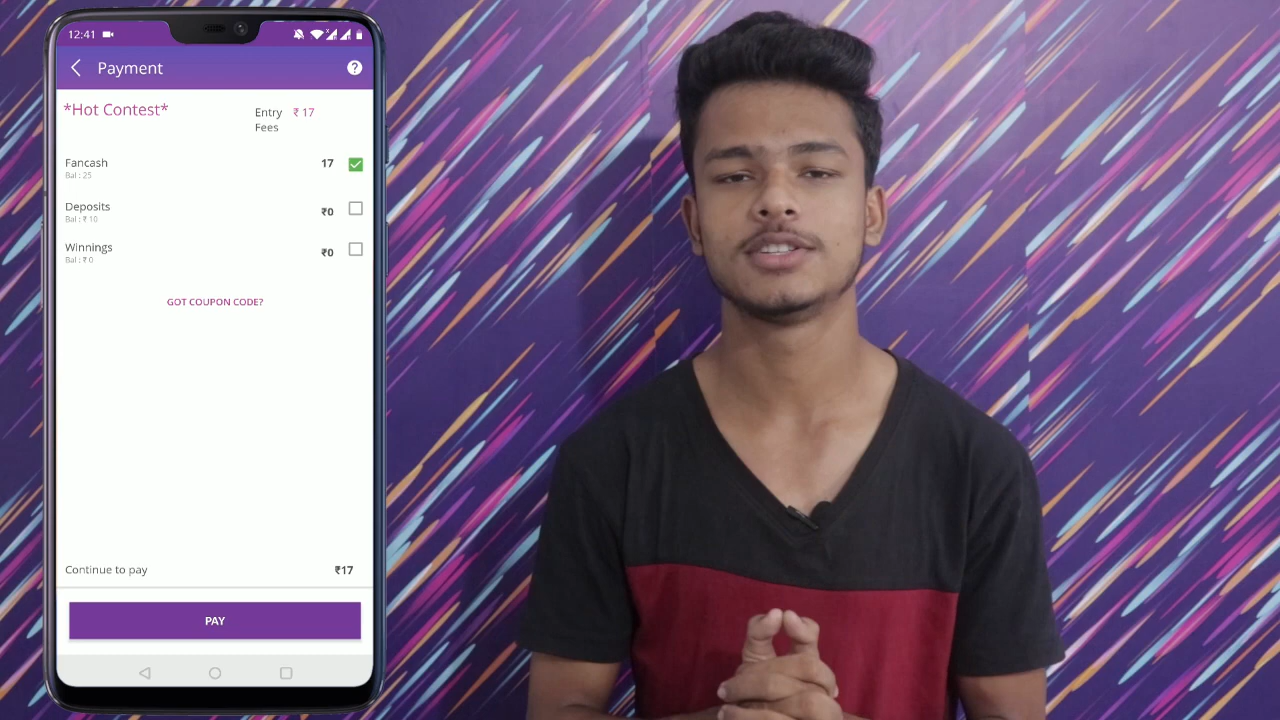 12:41
Payment
*Hot Contest*
Entry Fees
₹ 17
Fancash
17
Bal : 25
Deposits
₹0
Bal : ₹ 10
Winnings
₹0
Bal : ₹ 0
GOT COUPON CODE?
Continue to pay
₹17
PAY